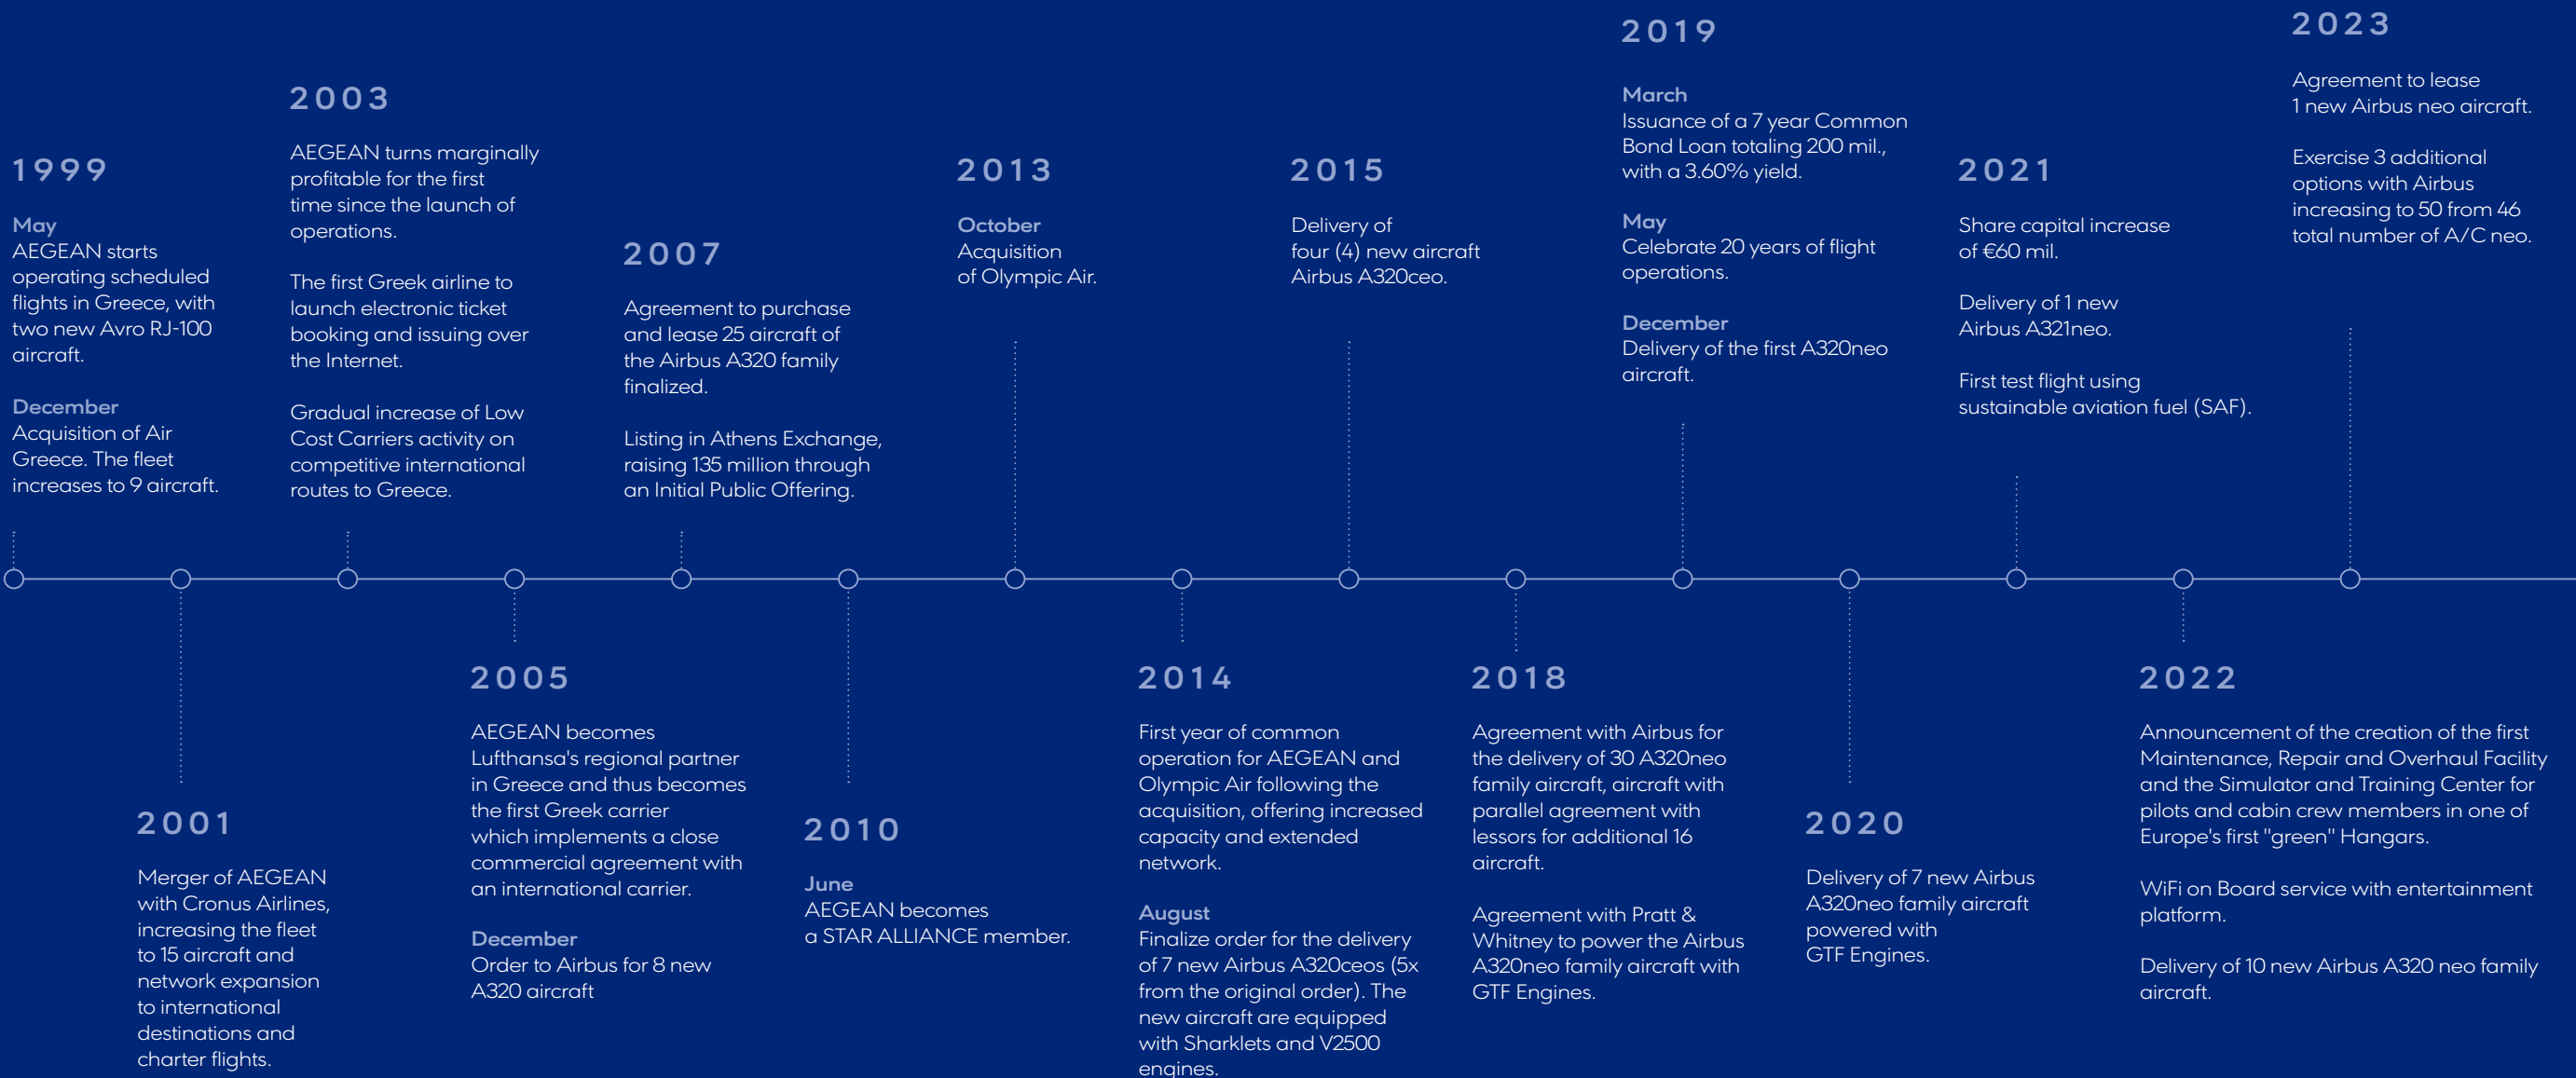 1999
May
AEGEAN starts
operating scheduled
flights in Greece, with
two new Avro RJ-100
aircraft.
December
Acquisition of Air
Greece. The fleet
increases to 9 aircraft.
2001
Merger of AEGEAN
with Cronus Airlines,
increasing the fleet
to 15 aircraft and
network expansion
to international
destinations and
charter flights.
2003
AEGEAN turns marginally
profitable for the first
time since the launch of
operations.
The first Greek airline to
launch electronic ticket
booking and issuing over
the Internet.
Gradual increase of Low
Cost Carriers activity on
competitive international
routes to Greece.
2005
AEGEAN becomes
Lufthansa's regional partner
in Greece and thus becomes
the first Greek carrier
which implements a close
commercial agreement with
an international carrier.
December
Order to Airbus for 8 new
A320 aircraft
2007
Agreement to purchase
and lease 25 aircraft of
the Airbus A320 family
finalized.
Listing in Athens Exchange,
raising 135 million through
an Initial Public Offering.
2010
June
AEGEAN becomes
a STAR ALLIANCE member.
2013
October
Acquisition
of Olympic Air.
2014
First year of common
operation for AEGEAN and
Olympic Air following the
acquisition, offering increased
capacity and extended
network.
August
Finalize order for the delivery
of 7 new Airbus A320ceos (5x
from the original order). The
new aircraft are equipped
with Sharklets and V2500
engines.
2015
Delivery of
four (4) new aircraft
Airbus A320ceo.
2018
Agreement with Airbus for
the delivery of 30 A320neo
family aircraft, aircraft with
parallel agreement with
lessors for additional 16
aircraft.
Agreement with Pratt &
Whitney to power the Airbus
A320neo family aircraft with
GTF Engines.
2019
March
Issuance of a 7 year Common
Bond Loan totaling 200 mil.,
with a 3.60% yield.
May
Celebrate 20 years of flight
operations.
December
Delivery of the first A320neo
aircraft.
2020
Delivery of 7 new Airbus
A320neo family aircraft
powered with
GTF Engines.
2021
Share capital increase
of €60 mil.
Delivery of 1 new
Airbus A321neo.
First test flight using
sustainable aviation fuel (SAF).
2022
Announcement of the creation of the first
Maintenance, Repair and Overhaul Facility
and the Simulator and Training Center for
pilots and cabin crew members in one of
Europe's first "green" Hangars.
WiFi on Board service with entertainment
platform.
Delivery of 10 new Airbus A320 neo family
aircraft.
2023
Agreement to lease
1 new Airbus neo aircraft.
Exercise 3 additional
options with Airbus
increasing to 50 from 46
total number of A/C neo.